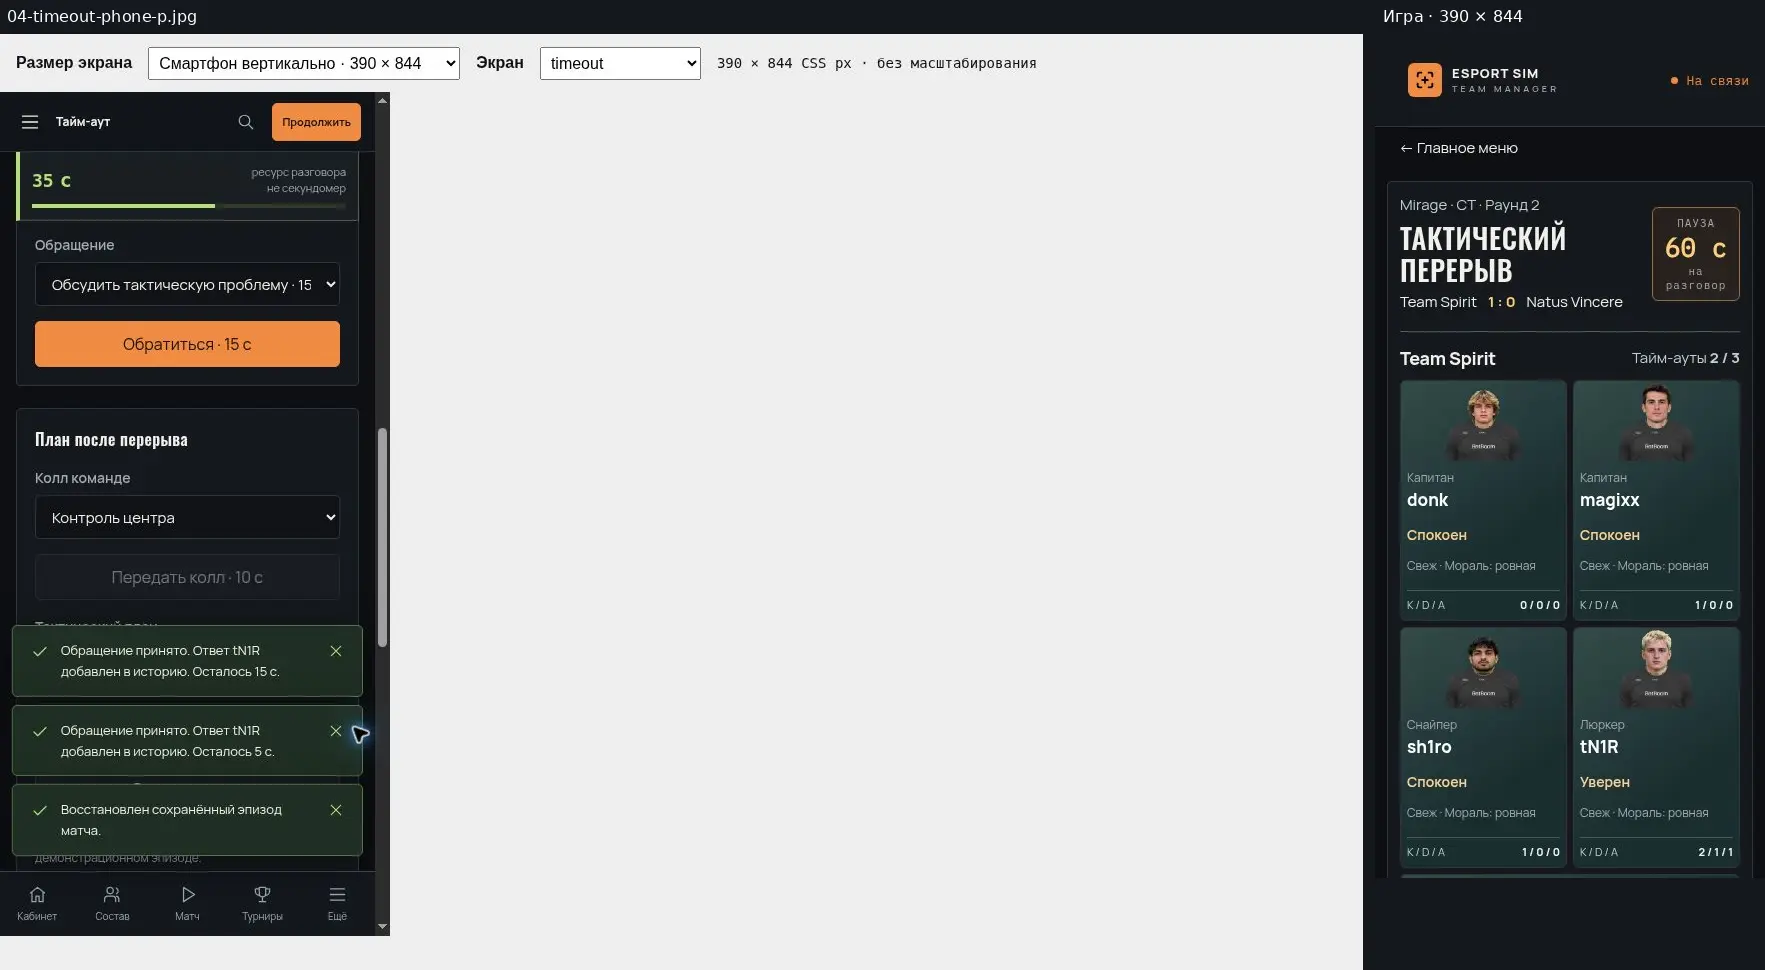 04-timeout-phone-p.jpg
Размер экрана
Смартфон вертикально · 390 × 844
Экран
timeout
390 × 844 CSS px · без масштабирования
Тайм-аут
Продолжить
35 с
ресурс разговора
не секундомер
Обращение
Обсудить тактическую проблему · 15
Обратиться · 15 с
План после перерыва
Колл команде
Контроль центра
Передать колл · 10 с
Обращение принято. Ответ tN1R
добавлен в историю. Осталось 15 с.
Обращение принято. Ответ tN1R
добавлен в историю. Осталось 5 с.
Восстановлен сохранённый эпизод
матча.
демонстрационном эпизоде.
Кабинет
Состав
Матч
Турниры
Ещё
Игра · 390 × 844
ESPORT SIM
TEAM MANAGER
На связи
← Главное меню
Mirage · CT · Раунд 2
ТАКТИЧЕСКИЙ
ПЕРЕРЫВ
Team Spirit 1 : 0 Natus Vincere
ПАУЗА
60 с
на
разговор
Team Spirit
Тайм-ауты 2 / 3
BetBoom
Капитан
donk
Спокоен
Свеж · Мораль: ровная
K/D/A 0/0/0
BetBoom
Капитан
magixx
Спокоен
Свеж · Мораль: ровная
K/D/A 1/0/0
BetBoom
Снайпер
sh1ro
Спокоен
Свеж · Мораль: ровная
K/D/A 1/0/0
BetBoom
Люркер
tN1R
Уверен
Свеж · Мораль: ровная
K/D/A 2/1/1